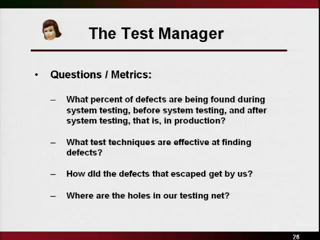 The Test Manager
• Questions / Metrics:
– What percent of defects are being found during
system testing, before system testing, and after
system testing, that is, in production?
– What test techniques are effective at finding
defects?
– How did the defects that escaped get by us?
– Where are the holes in our testing net?